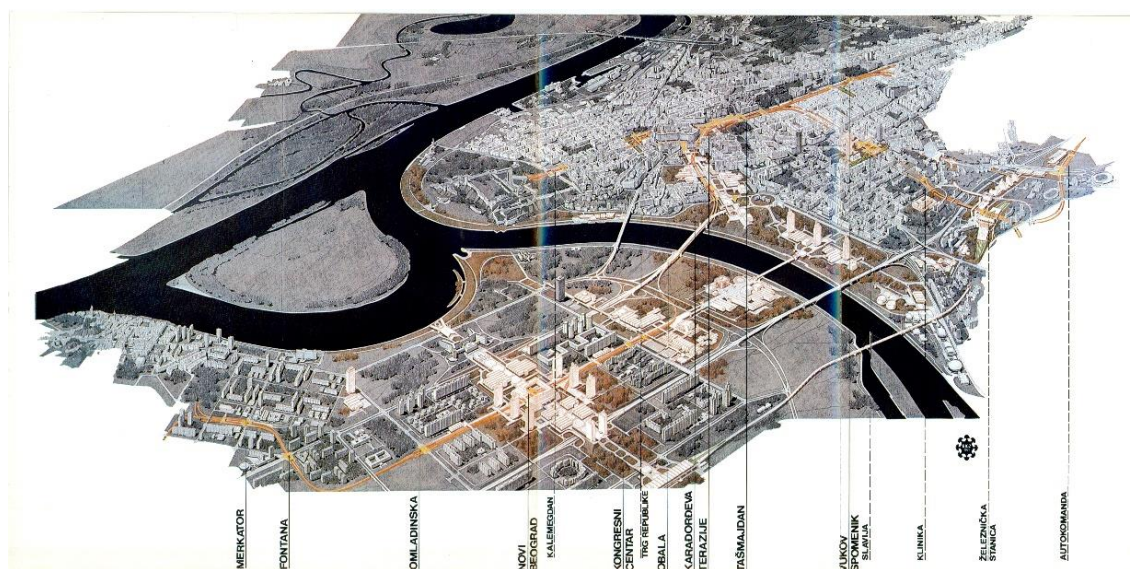 MERKATOR
FONTANA
OMLADINSKA
NOVI
BEOGRAD
KALEMEGDAN
KONGRESNI
CENTAR
TRG REPUBLIKE
OBALA
KARADORĐEVA
TERAZIJE
TAŠMAJDAN
VUKOV
SPOMENIK
SLAVIJA
KLINIKA
ŽELEZNIČKA
STANICA
AUTOKOMANDA